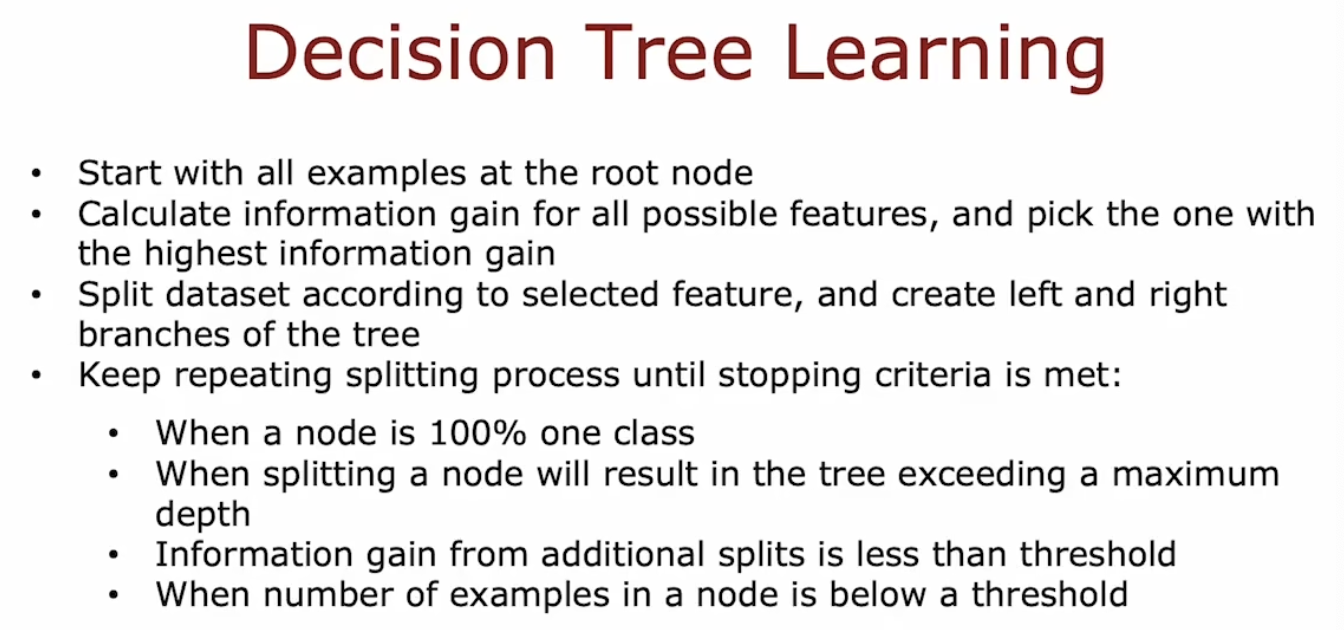 Decision Tree Learning
• Start with all examples at the root node
• Calculate information gain for all possible features, and pick the one with
the highest information gain
• Split dataset according to selected feature, and create left and right
branches of the tree
• Keep repeating splitting process until stopping criteria is met:
• When a node is 100% one class
• When splitting a node will result in the tree exceeding a maximum
depth
• Information gain from additional splits is less than threshold
• When number of examples in a node is below a threshold